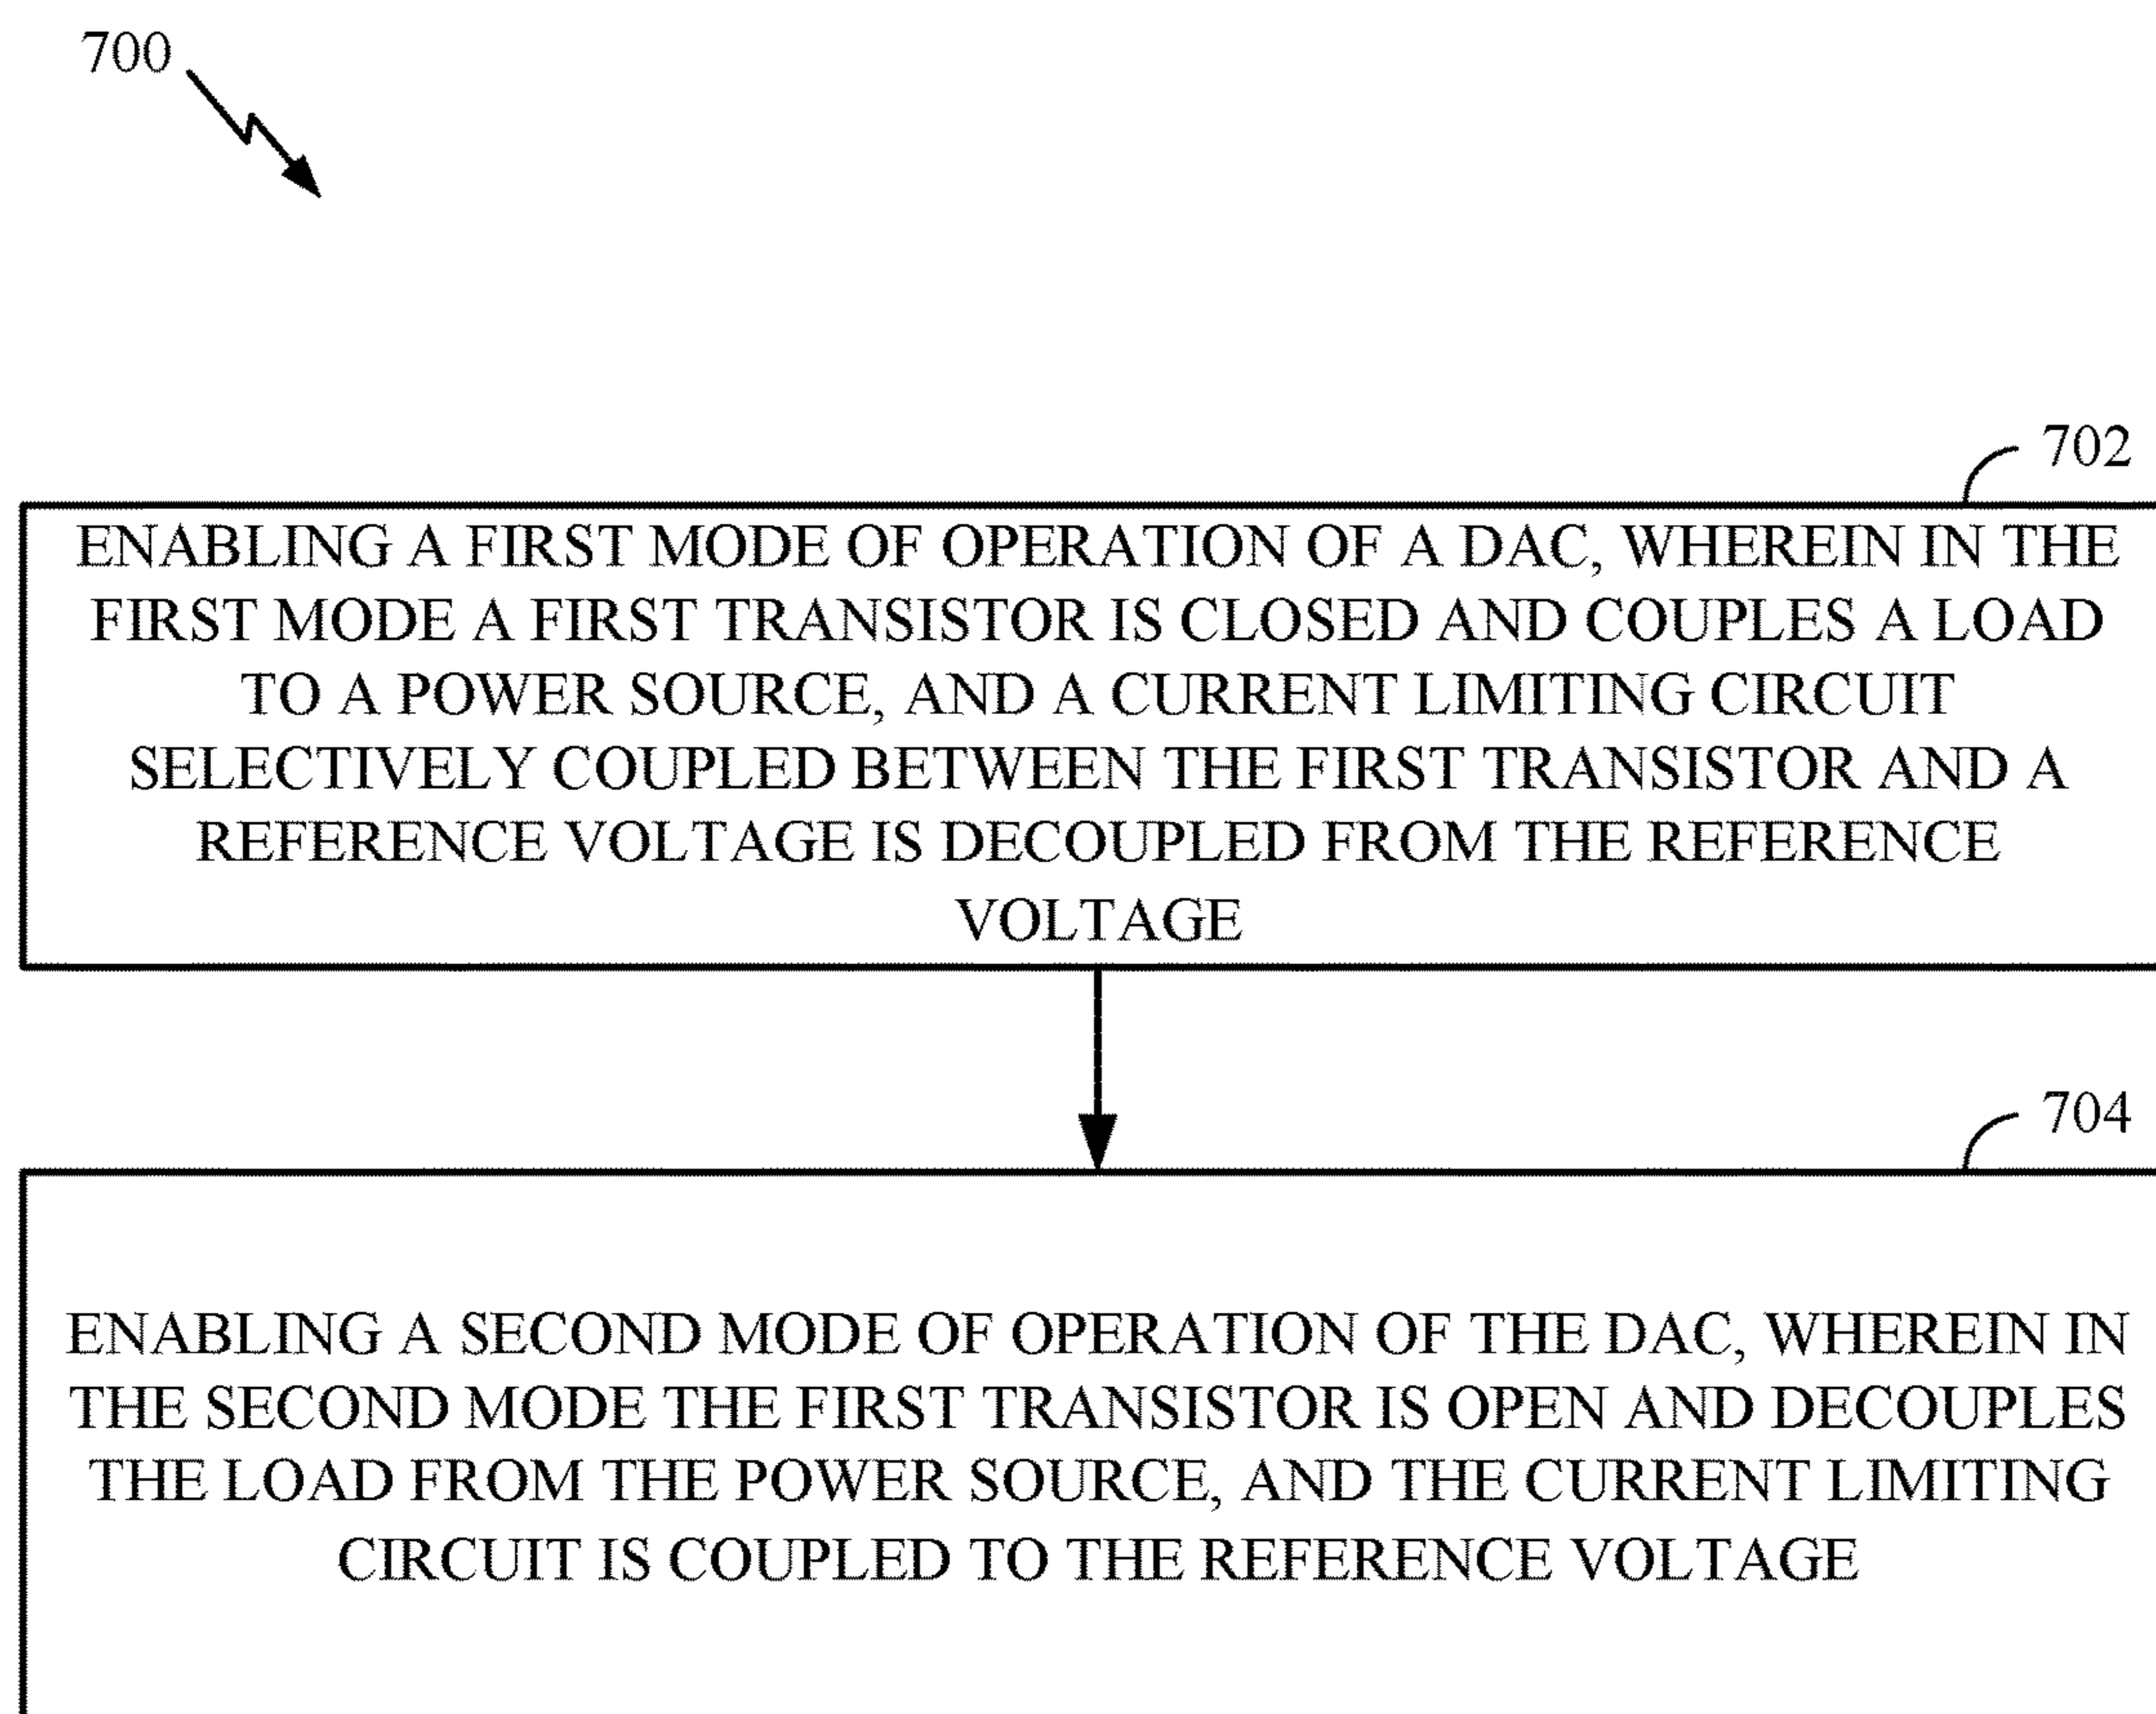 700
702
ENABLING A FIRST MODE OF OPERATION OF A DAC, WHEREIN IN THE
FIRST MODE A FIRST TRANSISTOR IS CLOSED AND COUPLES A LOAD
TO A POWER SOURCE, AND A CURRENT LIMITING CIRCUIT
SELECTIVELY COUPLED BETWEEN THE FIRST TRANSISTOR AND A
REFERENCE VOLTAGE IS DECOUPLED FROM THE REFERENCE
VOLTAGE
704
ENABLING A SECOND MODE OF OPERATION OF THE DAC, WHEREIN IN
THE SECOND MODE THE FIRST TRANSISTOR IS OPEN AND DECOUPLES
THE LOAD FROM THE POWER SOURCE, AND THE CURRENT LIMITING
CIRCUIT IS COUPLED TO THE REFERENCE VOLTAGE